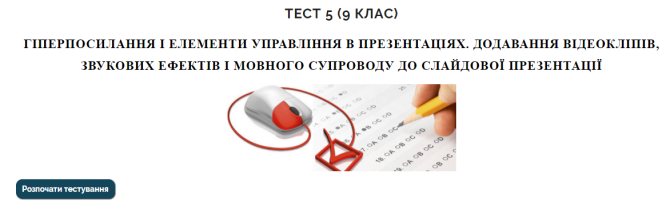 ТЕСТ 5 (9 КЛАС)
ГІПЕРПОСИЛАННЯ І ЕЛЕМЕНТИ УПРАВЛІННЯ В ПРЕЗЕНТАЦІЯХ. ДОДАВАННЯ ВІДЕОКЛІПІВ,
ЗВУКОВИХ ЕФЕКТІВ І МОВНОГО СУПРОВОДУ ДО СЛАЙДОВОЇ ПРЕЗЕНТАЦІЇ
Розпочати тестування